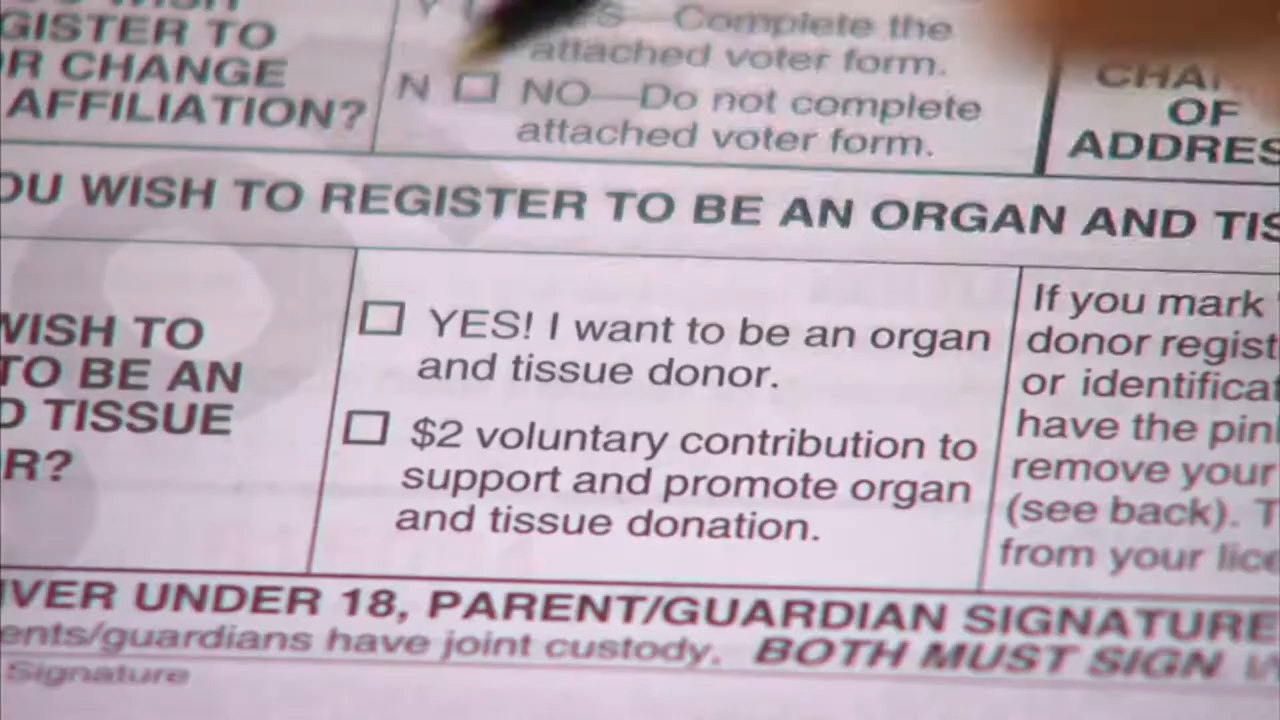 GISTER TO
R CHANGE
AFFILIATION?
Complete the
attached voter form.
N NO—Do not complete
attached voter form.
OF
ADDRES
OU WISH TO REGISTER TO BE AN ORGAN AND TIS
WISH TO
TO BE AN
D TISSUE
R?
YES! I want to be an organ
and tissue donor.
$2 voluntary contribution to
support and promote organ
and tissue donation.
If you mark
donor regist
or identifica
have the pin
remove your
(see back). T
from your lice
IVER UNDER 18, PARENT/GUARDIAN SIGNATURE
ents/guardians have joint custody. BOTH MUST SIGN
Signature